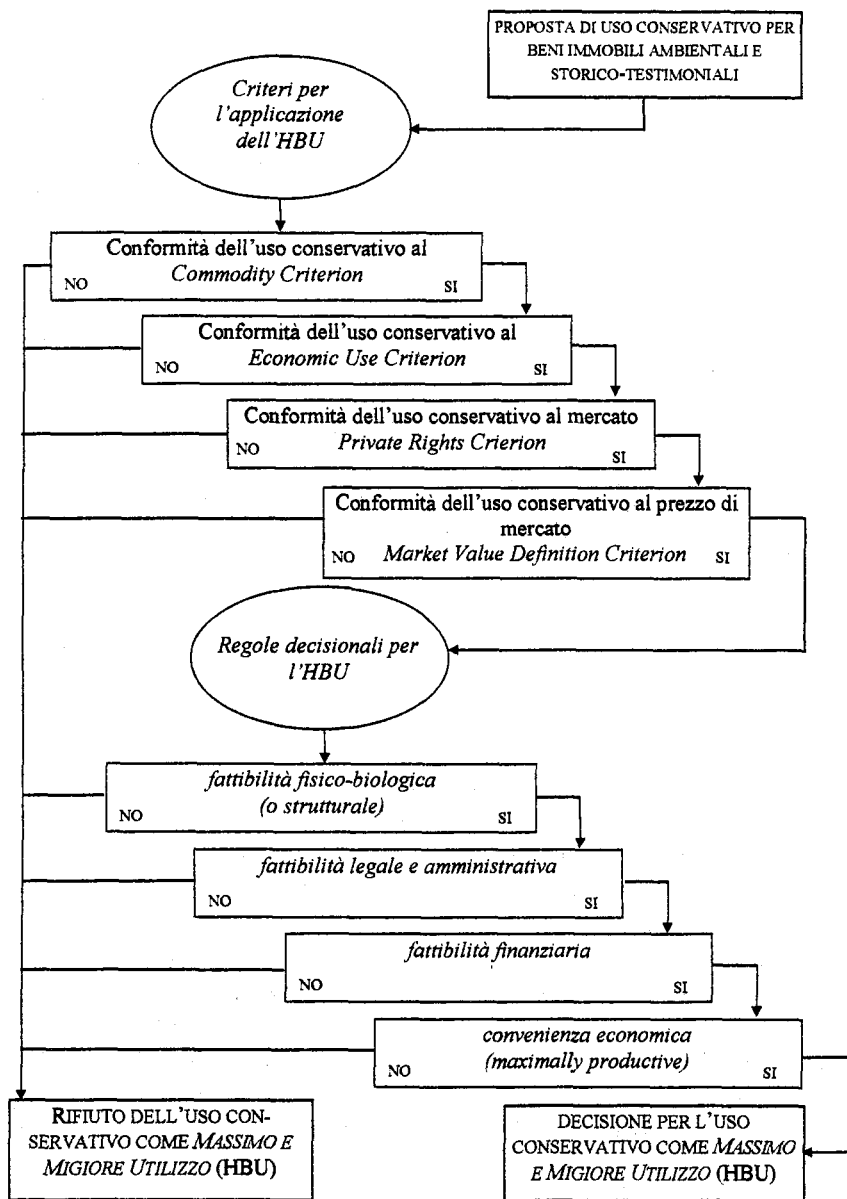 PROPOSTA DI USO CONSERVATIVO PER
BENI IMMOBILI AMBIENTALI E
STORICO-TESTIMONIALI
Criteri per
l'applicazione
dell'HBU
Conformità dell'uso conservativo al
Commodity Criterion
NO
SI
Conformità dell'uso conservativo al
Economic Use Criterion
NO
SI
Conformità dell'uso conservativo al mercato
Private Rights Crierion
NO
SI
Conformità dell'uso conservativo al prezzo di
mercato
NO Market Value Definition Criterion SI
Regole decisionali per
l'HBU
fattibilità fisico-biologica
(o strutturale)
NO
SI
fattibilità legale e amministrativa
NO
SI
fattibilità finanziaria
NO
SI
convenienza economica
(maximally productive)
NO
SI
RIFIUTO DELL'USO CON-
SERVATIVO COME MASSIMO E
MIGIORE UTILIZZO (HBU)
DECISIONE PER L'USO
CONSERVATIVO COME MASSIMO
E MIGIORE UTILIZZO (HBU)